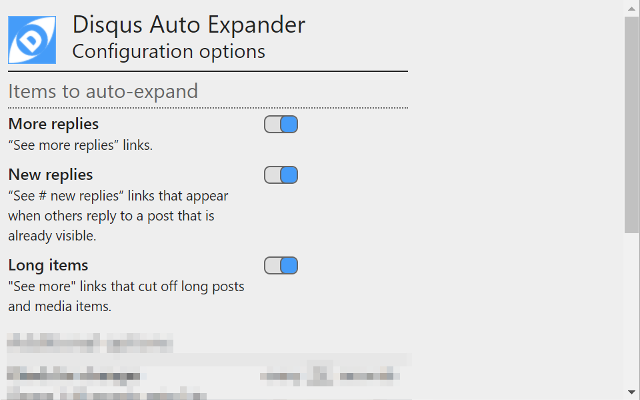 Disqus Auto Expander
Configuration options
Items to auto-expand
More replies
“See more replies” links.
New replies
“See # new replies” links that appear
when others reply to a post that is
already visible.
Long items
"See more" links that cut off long posts
and media items.